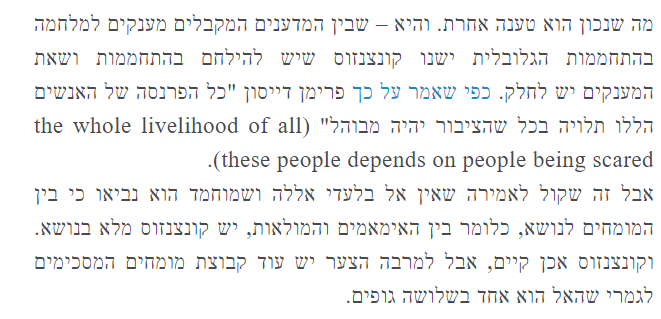 מה שנכון הוא טענה אחרת. והיא – שבין המדענים המקבלים מענקים למלחמה
בהתחממות הגלובלית ישנו קונצנזוס שיש להילחם בהתחממות ושאת
המענקים יש לחלק. כפי שאמר על כך פרימן דייסון "כל הפרנסה של האנשים
הללו תלויה בכל שהציבור יהיה מבוהל" (the whole livelihood of all
these people depends on people being scared).
אבל זה שקול לאמירה שאין אל בלעדי אללה ושמוחמד הוא נביאו כי בין
המומחים לנושא, כלומר בין האימאמים והמולאות, יש קונצנזוס מלא בנושא.
וקונצנזוס אכן קיים, אבל למרבה הצער יש עוד קבוצת מומחים המסכימים
לגמרי שהאל הוא אחד בשלושה גופים.